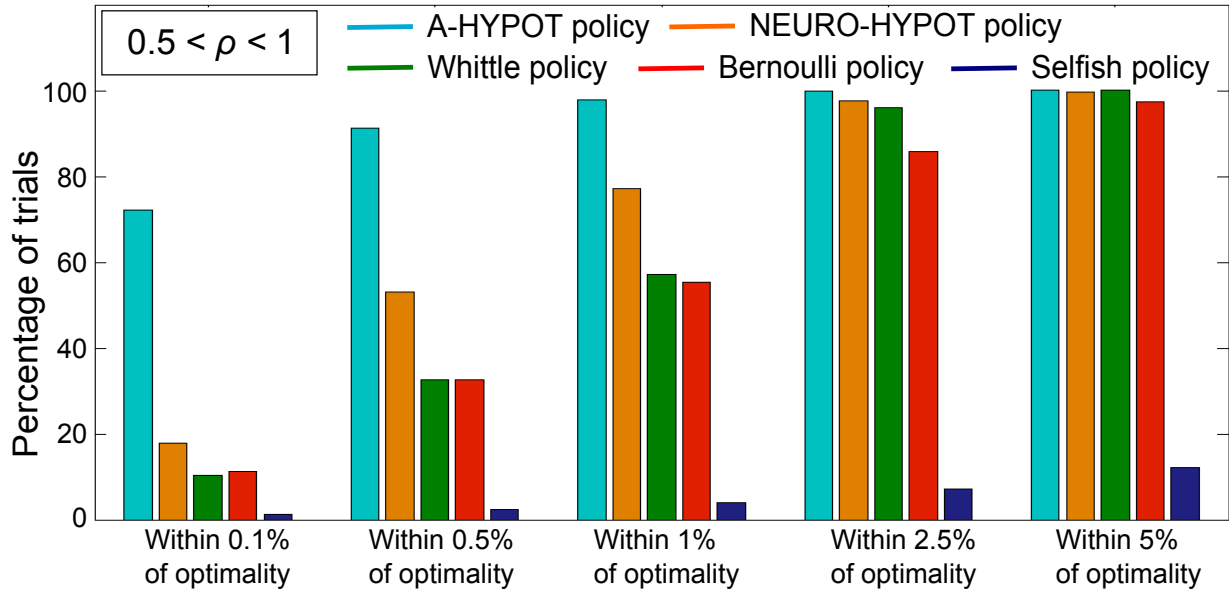 0.5 < ρ < 1
A-HYPOT policy
NEURO-HYPOT policy
Whittle policy
Bernoulli policy
Selfish policy
Percentage of trials
100
80
60
40
20
0
Within 0.1%
of optimality
Within 0.5%
of optimality
Within 1%
of optimality
Within 2.5%
of optimality
Within 5%
of optimality